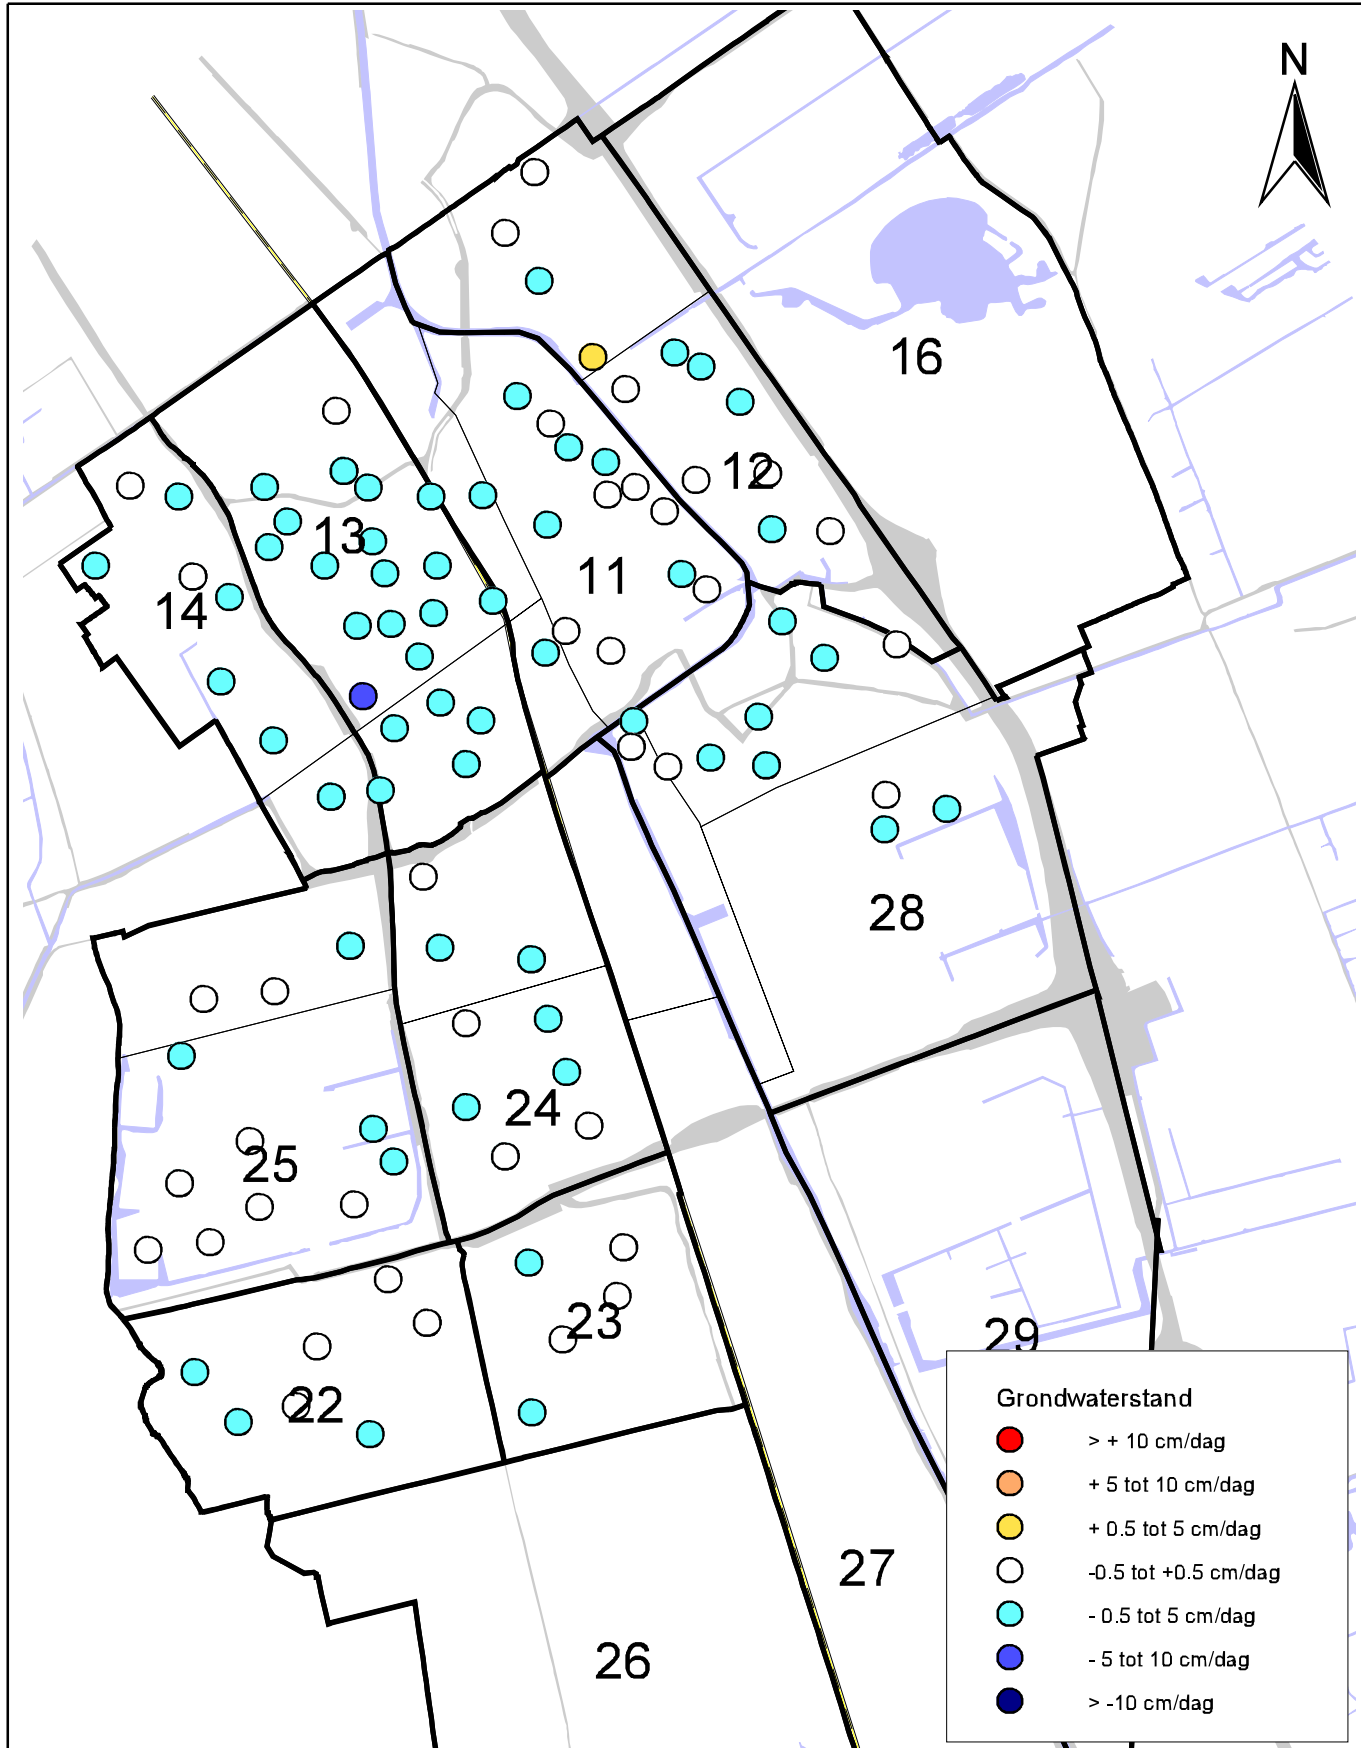 N
16
12
13
11
14
28
24
25
23
29
22
27
26
Grondwaterstand
> + 10 cm/dag
+ 5 tot 10 cm/dag
+ 0.5 tot 5 cm/dag
-0.5 tot +0.5 cm/dag
- 0.5 tot 5 cm/dag
- 5 tot 10 cm/dag
> -10 cm/dag